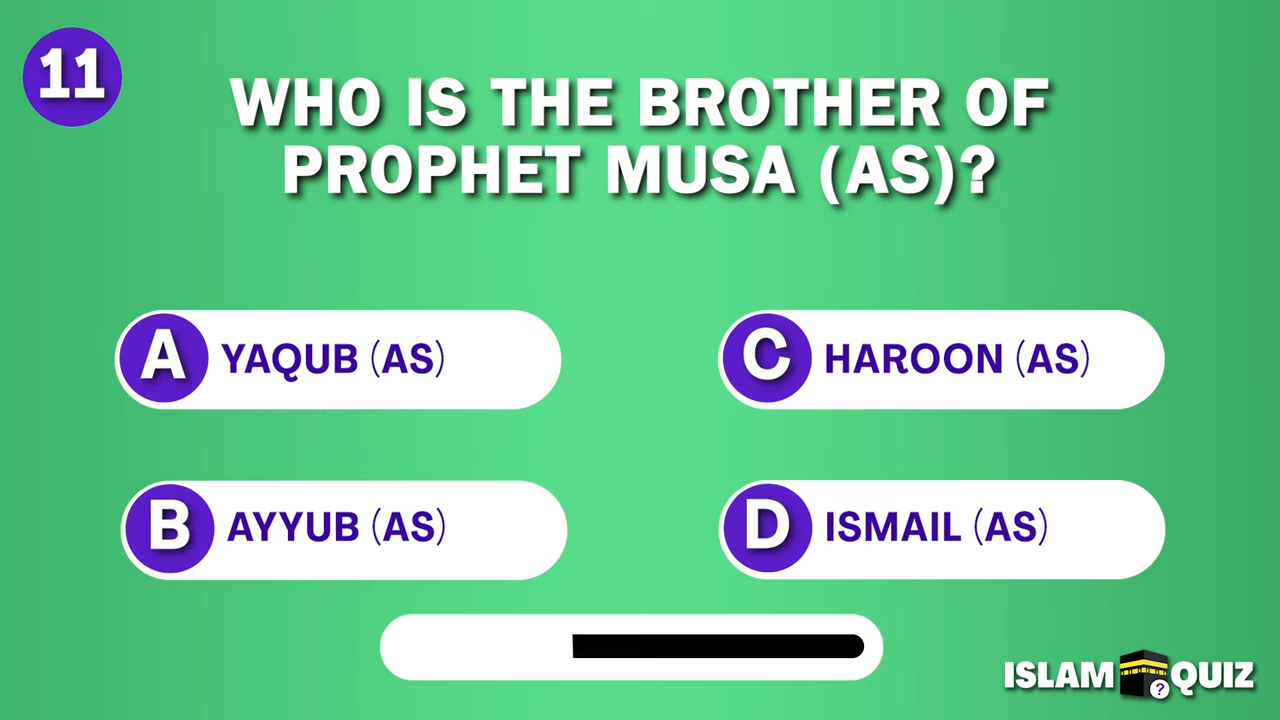 11
WHO IS THE BROTHER OF
PROPHET MUSA (AS)?
A YAQUB (AS)
B AYYUB (AS)
C HAROON (AS)
D ISMAIL (AS)
ISLAM ? QUIZ